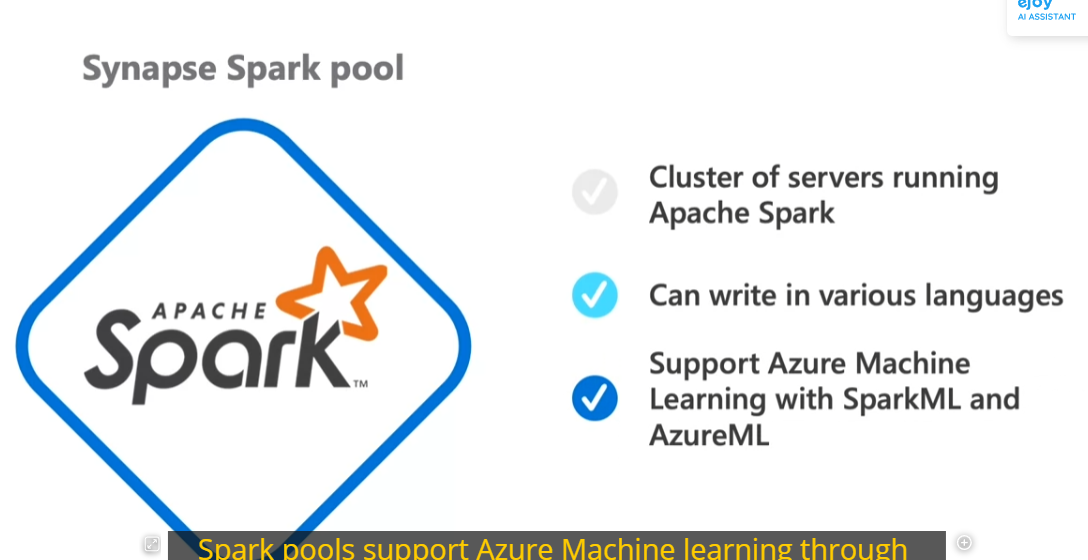 ejoy
AI ASSISTANT
Synapse Spark pool
APACHE
Spark™
Cluster of servers running
Apache Spark
Can write in various languages
Support Azure Machine
Learning with SparkML and
AzureML
Spark pools support Azure Machine learning through